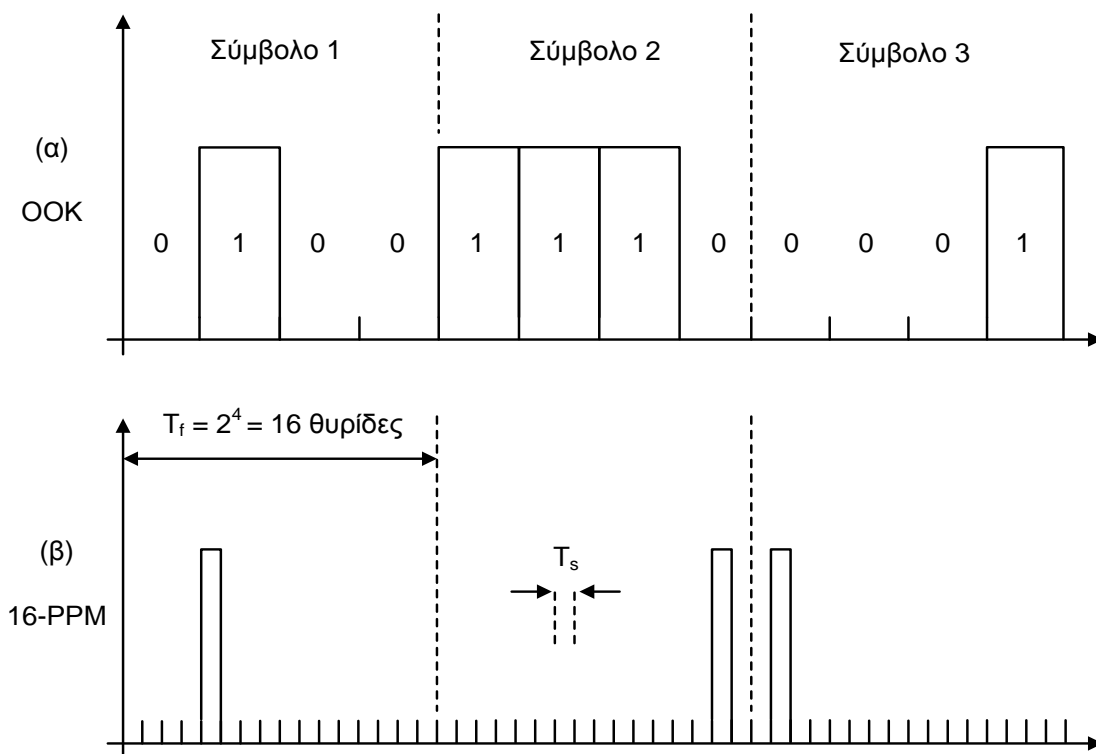 Σύμβολο 1 Σύμβολο 2 Σύμβολο 3
(α)
OOK
0 1 0 0 1 1 1 0 0 0 0 1
T_f = 2^4 = 16 θυρίδες
(β)
16-PPM
T_s